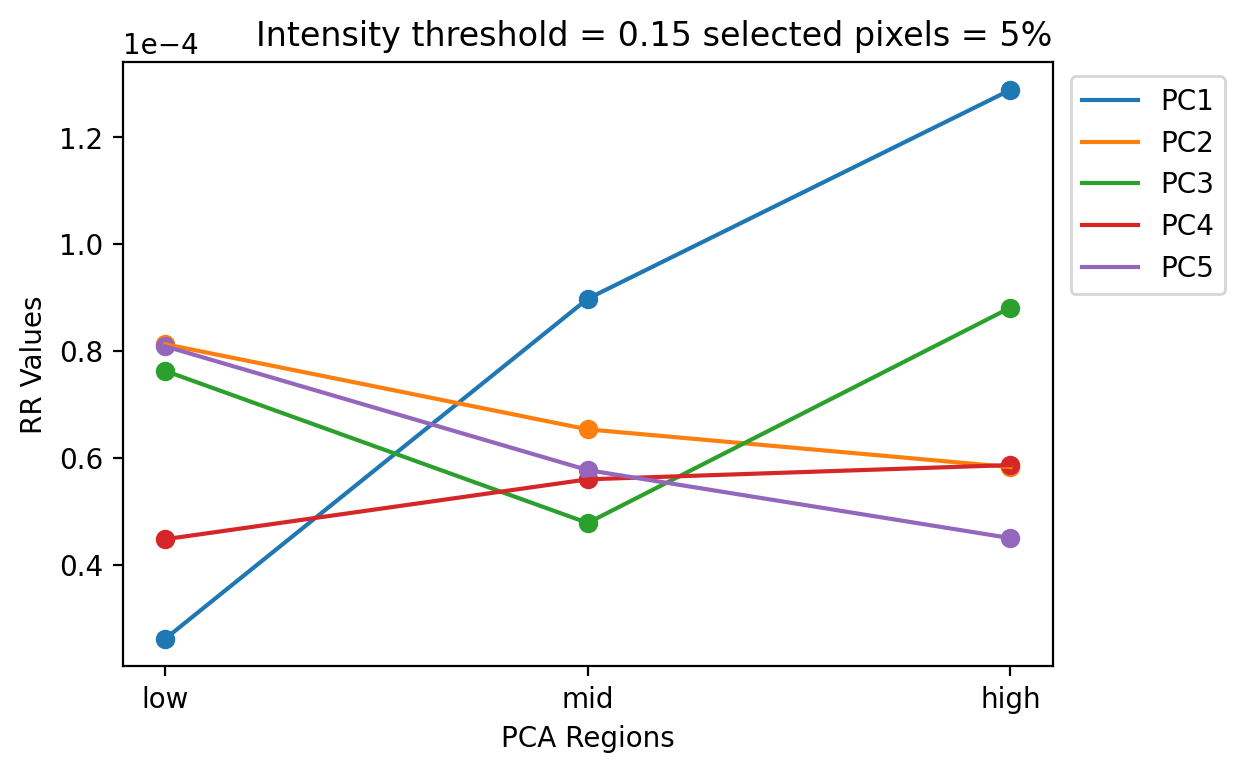 Intensity threshold = 0.15 selected pixels = 5%
1e−4
1.2
1.0
0.8
0.6
0.4
RR Values
low
mid
high
PCA Regions
PC1
PC2
PC3
PC4
PC5